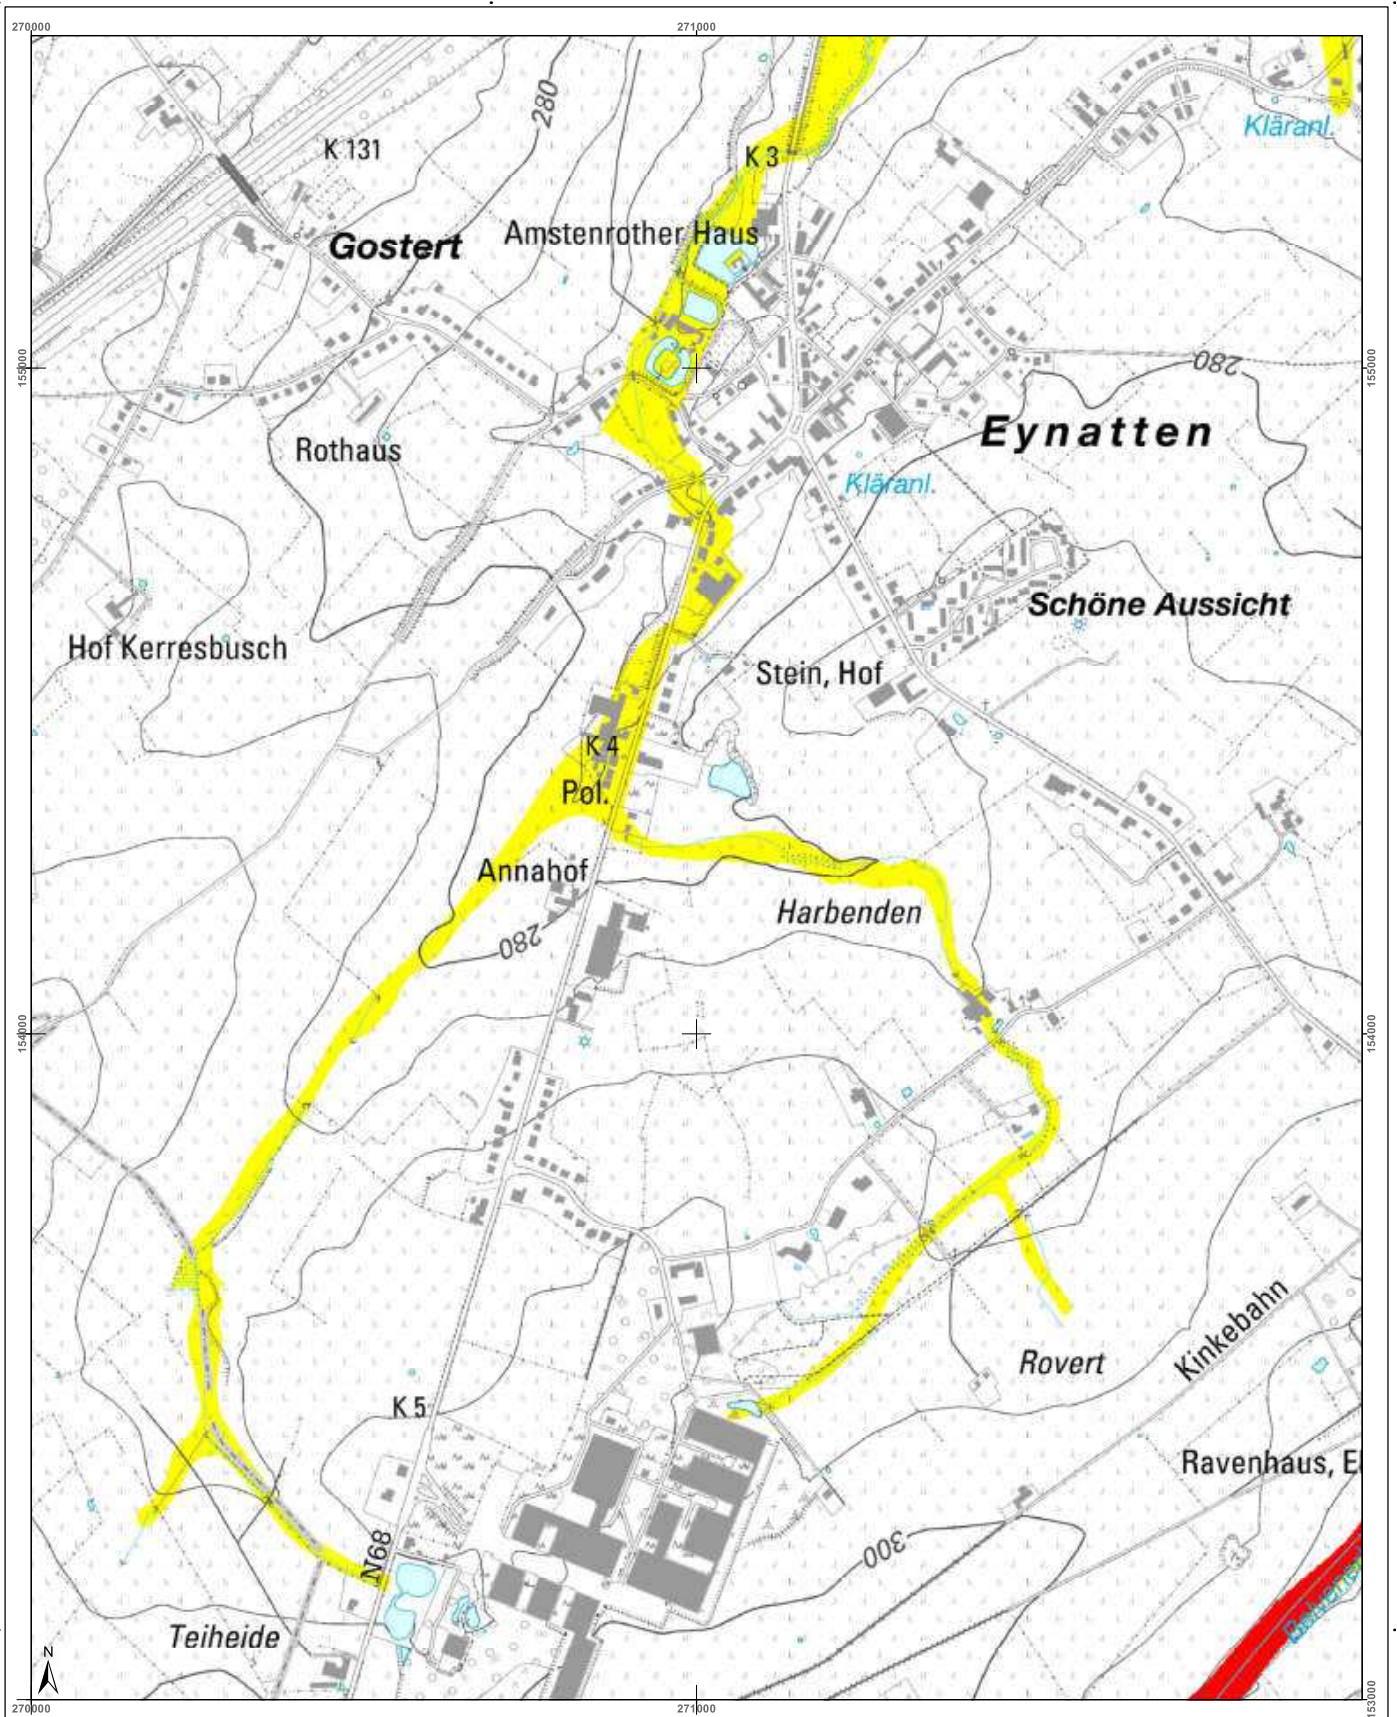 270000
271000
280
K 131
K 3
Kläranl.
Gostert
Amstenrother Haus
155000
155000
280
Eynatten
Rothaus
Kläranl.
Schöne Aussicht
Hof Kerresbusch
Stein, Hof
K 4
Pol.
Annahof
Harbenden
280
154000
154000
Kinkebahn
Rovert
K 5
Ravenhaus, El
300
N68
Teiheide
N
270000
271000
153000